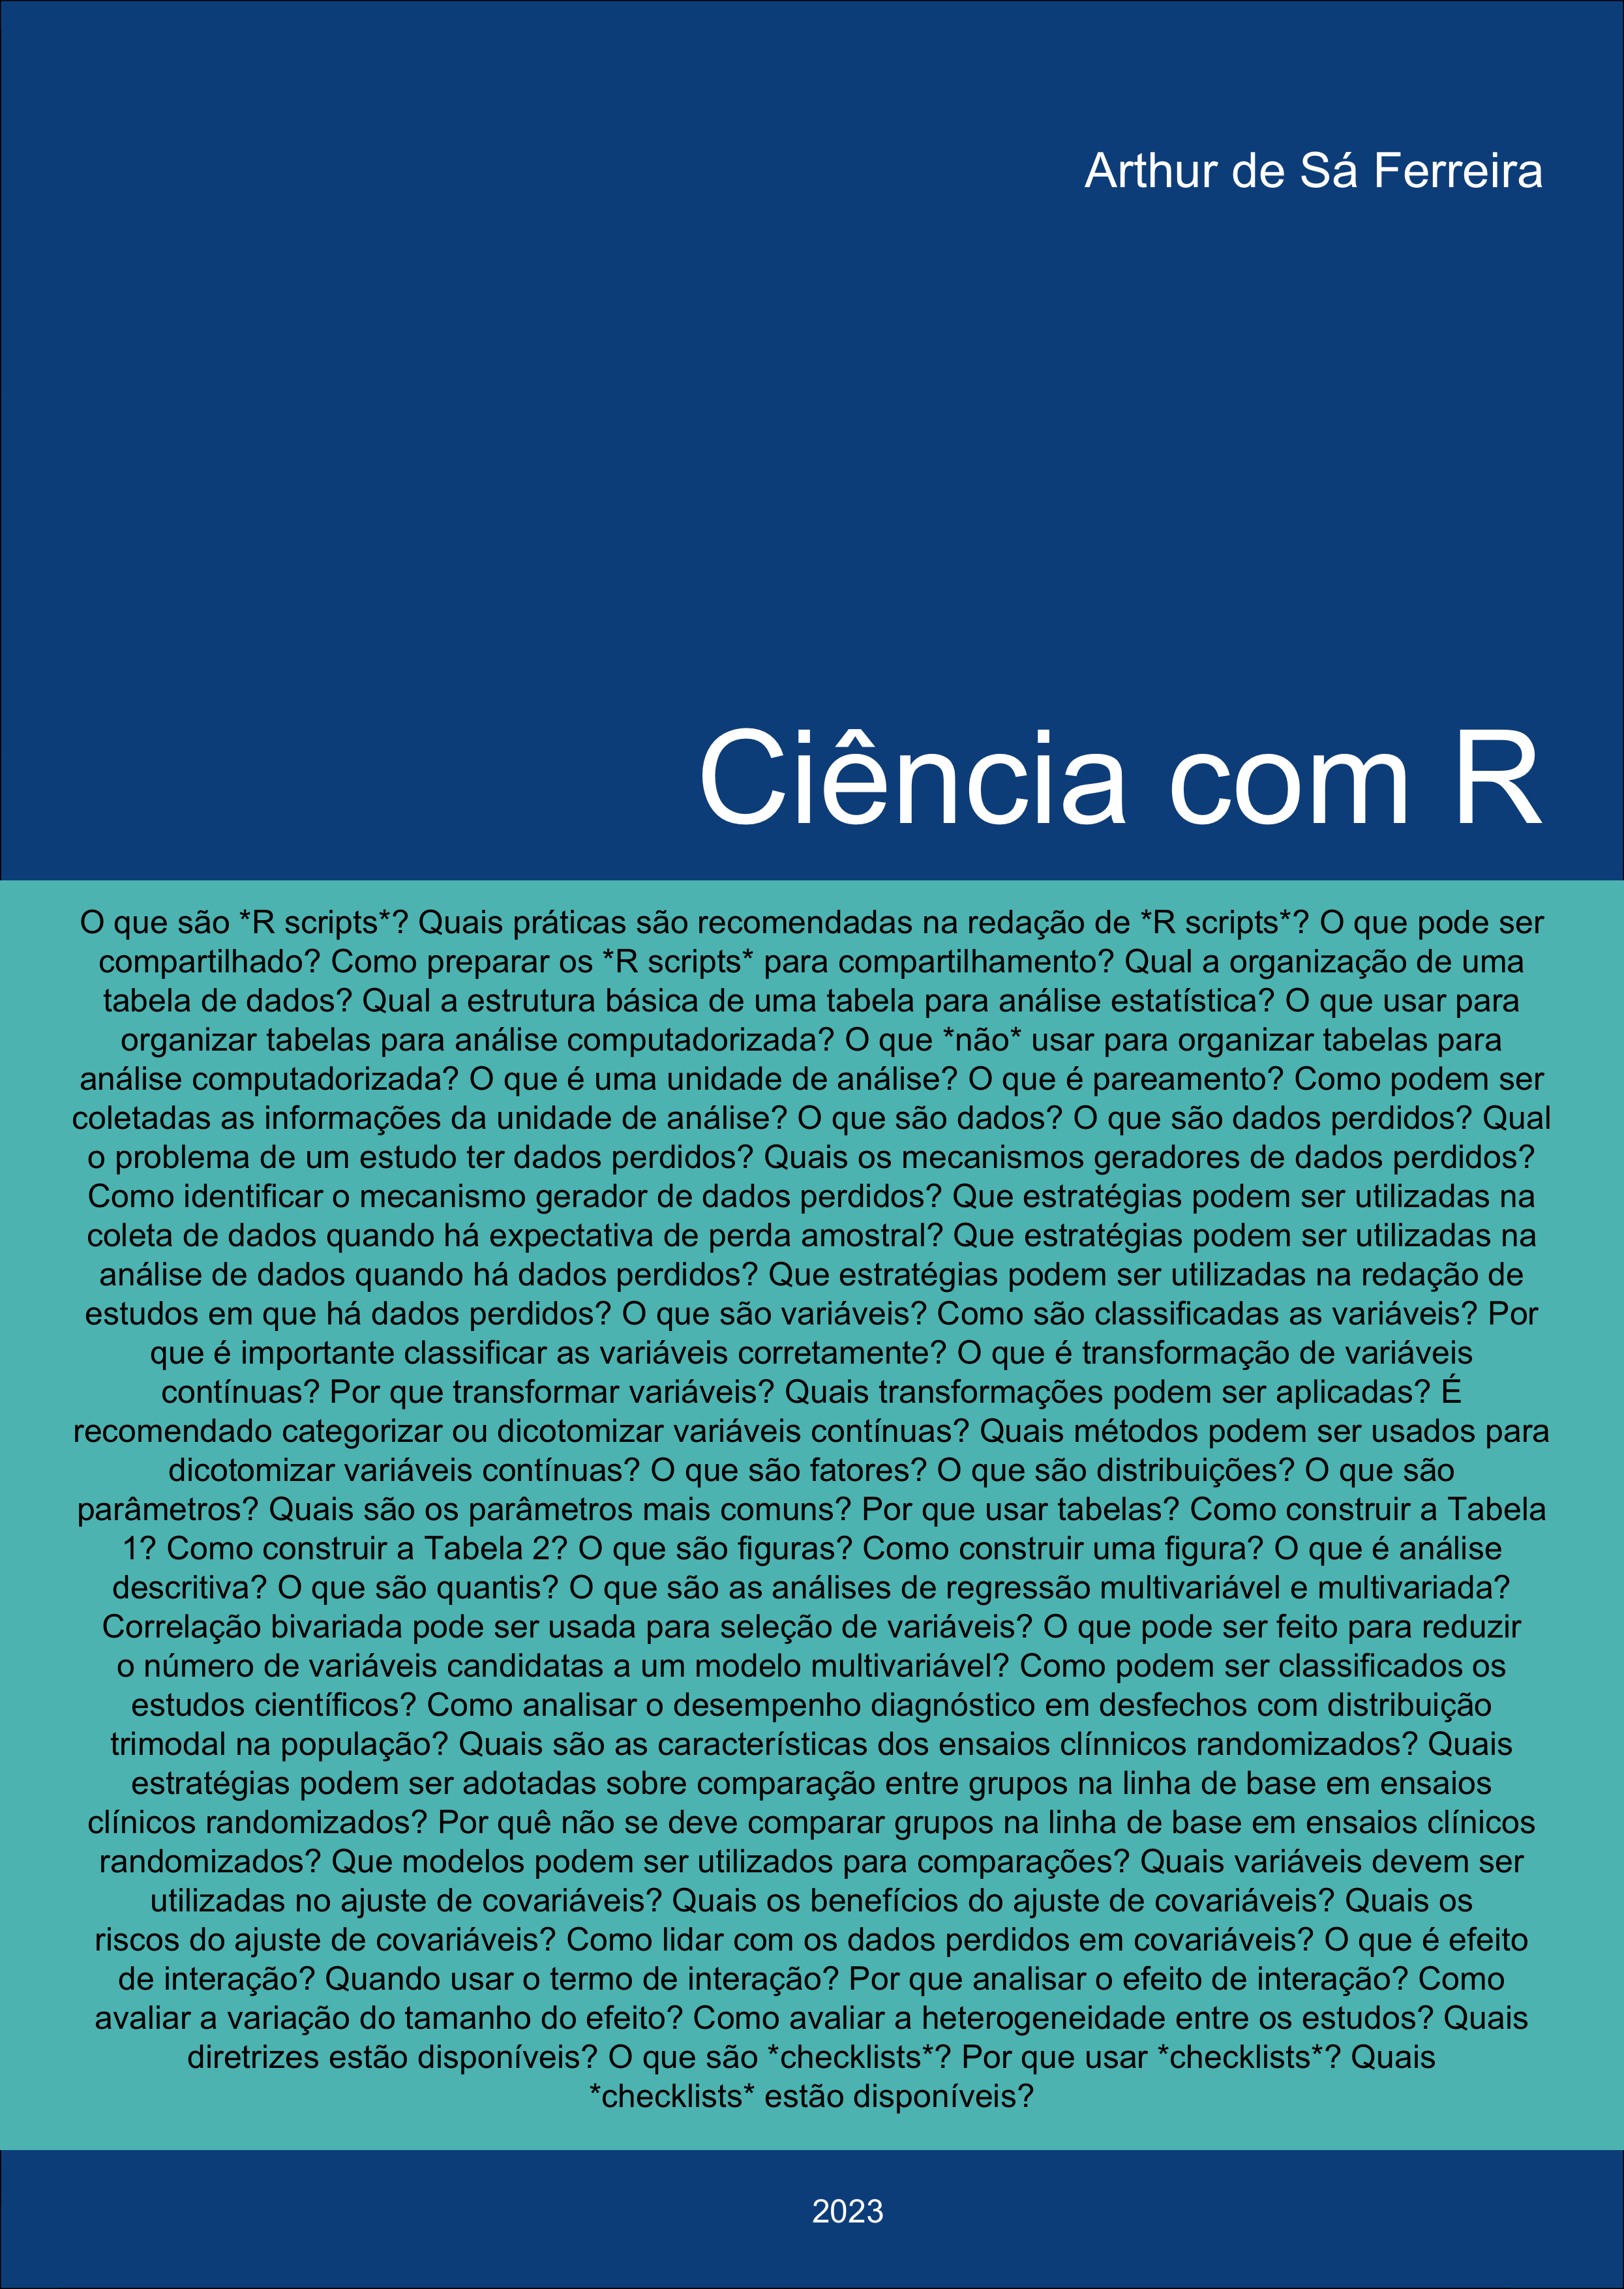 Arthur de Sá Ferreira
Ciência com R
O que são *R scripts*? Quais práticas são recomendadas na redação de *R scripts*? O que pode ser
compartilhado? Como preparar os *R scripts* para compartilhamento? Qual a organização de uma
tabela de dados? Qual a estrutura básica de uma tabela para análise estatística? O que usar para
organizar tabelas para análise computadorizada? O que *não* usar para organizar tabelas para
análise computadorizada? O que é uma unidade de análise? O que é pareamento? Como podem ser
coletadas as informações da unidade de análise? O que são dados? O que são dados perdidos? Qual
o problema de um estudo ter dados perdidos? Quais os mecanismos geradores de dados perdidos?
Como identificar o mecanismo gerador de dados perdidos? Que estratégias podem ser utilizadas na
coleta de dados quando há expectativa de perda amostral? Que estratégias podem ser utilizadas na
análise de dados quando há dados perdidos? Que estratégias podem ser utilizadas na redação de
estudos em que há dados perdidos? O que são variáveis? Como são classificadas as variáveis? Por
que é importante classificar as variáveis corretamente? O que é transformação de variáveis
contínuas? Por que transformar variáveis? Quais transformações podem ser aplicadas? É
recomendado categorizar ou dicotomizar variáveis contínuas? Quais métodos podem ser usados para
dicotomizar variáveis contínuas? O que são fatores? O que são distribuições? O que são
parâmetros? Quais são os parâmetros mais comuns? Por que usar tabelas? Como construir a Tabela
1? Como construir a Tabela 2? O que são figuras? Como construir uma figura? O que é análise
descritiva? O que são quantis? O que são as análises de regressão multivariável e multivariada?
Correlação bivariada pode ser usada para seleção de variáveis? O que pode ser feito para reduzir
o número de variáveis candidatas a um modelo multivariável? Como podem ser classificados os
estudos científicos? Como analisar o desempenho diagnóstico em desfechos com distribuição
trimodal na população? Quais são as características dos ensaios clínnicos randomizados? Quais
estratégias podem ser adotadas sobre comparação entre grupos na linha de base em ensaios
clínicos randomizados? Por quê não se deve comparar grupos na linha de base em ensaios clínicos
randomizados? Que modelos podem ser utilizados para comparações? Quais variáveis devem ser
utilizadas no ajuste de covariáveis? Quais os benefícios do ajuste de covariáveis? Quais os
riscos do ajuste de covariáveis? Como lidar com os dados perdidos em covariáveis? O que é efeito
de interação? Quando usar o termo de interação? Por que analisar o efeito de interação? Como
avaliar a variação do tamanho do efeito? Como avaliar a heterogeneidade entre os estudos? Quais
diretrizes estão disponíveis? O que são *checklists*? Por que usar *checklists*? Quais
*checklists* estão disponíveis?
2023